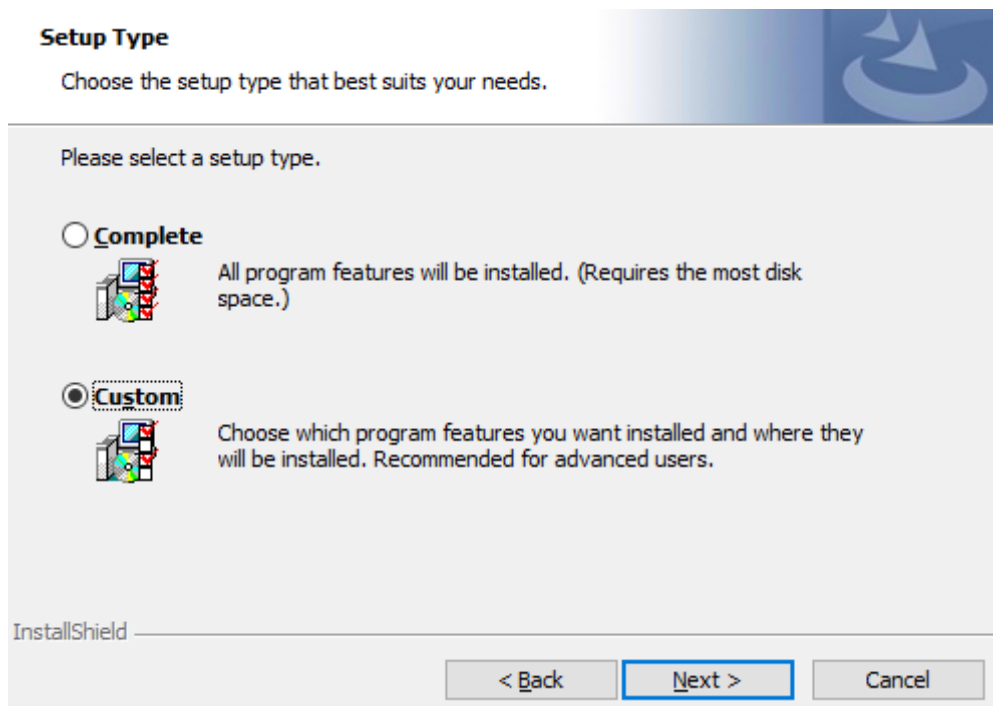 Setup Type
Choose the setup type that best suits your needs.
Please select a setup type.
Complete
All program features will be installed. (Requires the most disk
space.)
Custom
Choose which program features you want installed and where they
will be installed. Recommended for advanced users.
InstallShield
< Back
Next >
Cancel